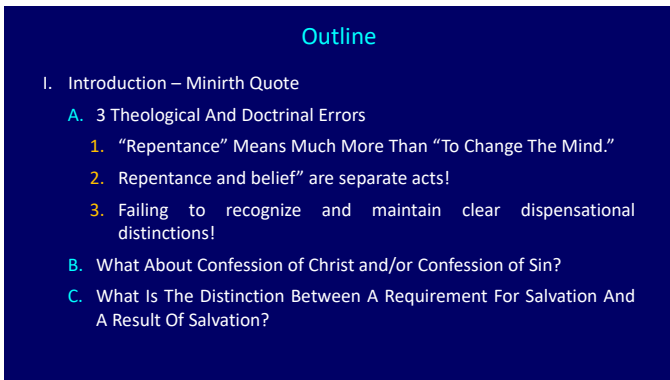 Outline
I. Introduction – Minirth Quote
A. 3 Theological And Doctrinal Errors
1. “Repentance” Means Much More Than “To Change The Mind.”
2. Repentance and belief” are separate acts!
3. Failing to recognize and maintain clear dispensational
distinctions!
B. What About Confession of Christ and/or Confession of Sin?
C. What Is The Distinction Between A Requirement For Salvation And
A Result Of Salvation?